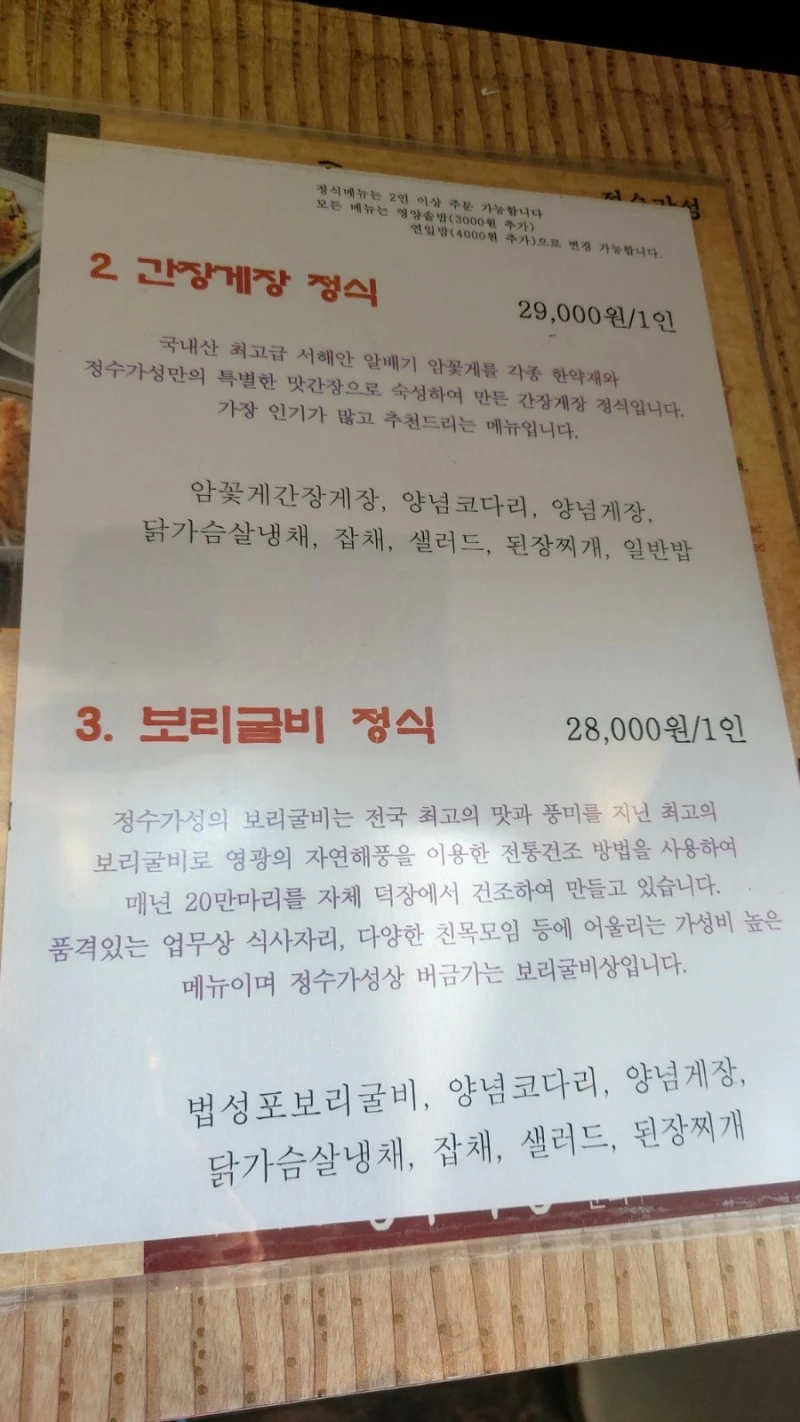 정식메뉴는 2인 이상 주문 가능합니다
모든 메뉴는 영양솥밥(3000원 추가)
연잎밥(4000원 추가)으로 변경 가능합니다.
정수가성
2 간장게장 정식
29,000원/1인
국내산 최고급 서해안 알배기 암꽃게를 각종 한약재와
정수가성만의 특별한 맛간장으로 숙성하여 만든 간장게장 정식입니다.
가장 인기가 많고 추천드리는 메뉴입니다.
암꽃게간장게장, 양념코다리, 양념게장,
닭가슴살냉채, 잡채, 샐러드, 된장찌개, 일반밥
3. 보리굴비 정식
28,000원/1인
정수가성의 보리굴비는 전국 최고의 맛과 풍미를 지닌 최고의
보리굴비로 영광의 자연해풍을 이용한 전통건조 방법을 사용하여
매년 20만마리를 자체 덕장에서 건조하여 만들고 있습니다.
품격있는 업무상 식사자리, 다양한 친목모임 등에 어울리는 가성비 높은
메뉴이며 정수가성상 버금가는 보리굴비상입니다.
법성포보리굴비, 양념코다리, 양념게장,
닭가슴살냉채, 잡채, 샐러드, 된장찌개